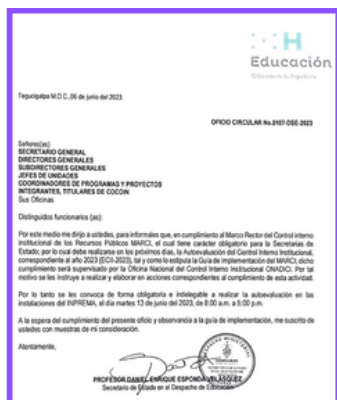 Educación
Gobierno de la República
Tegucigalpa M.D.C.,06 de junio del 2023.
OFICIO CIRCULAR No.0107-DSE-2023
Señores(as)
SECRETARIO GENERAL
DIRECTORES GENERALES
SUBDIRECTORES GENERALES
JEFES DE UNIDADES
COORDINADORES DE PROGRAMAS Y PROYECTOS
INTEGRANTES, TITULARES DE COCOIN
Sus Oficinas
Distinguidos funcionarios (as):
Por este medio me dirijo a ustedes, para informales que, en cumplimiento al Marco Rector del Control interno
institucional de los Recursos Públicos MARCI, el cual tiene carácter obligatorio para la Secretarias de
Estado; por lo cual debe realizarse en los próximos días, la Autoevaluación del Control Interno Institucional,
correspondiente al año 2023 (ECII-2023), tal y como lo estipula la Guía de Implementación del MARCI, dicho
cumplimiento será supervisado por la Oficina Nacional del Control Interno Institucional ONADICI. Por tal
motivo se les instruye a realizar y elaborar en acciones correspondientes al cumplimiento de esta actividad.
Por lo tanto se les convoca de forma obligatoria e indelegable a realizar la autoevaluación en las
instalaciones del INPREMA, el día martes 13 de junio del 2023, de 8:00 a.m. a 5:00 p.m.
A la espera del cumplimiento del presente oficio y observancia a la guía de implementación, me suscribo de
ustedes con muestras de mi consideración.
Atentamente,
PROFESOR DANIEL ENRIQUE ESPONDA VELASQUEZ
Secretario de Estado en el Despacho de Educación